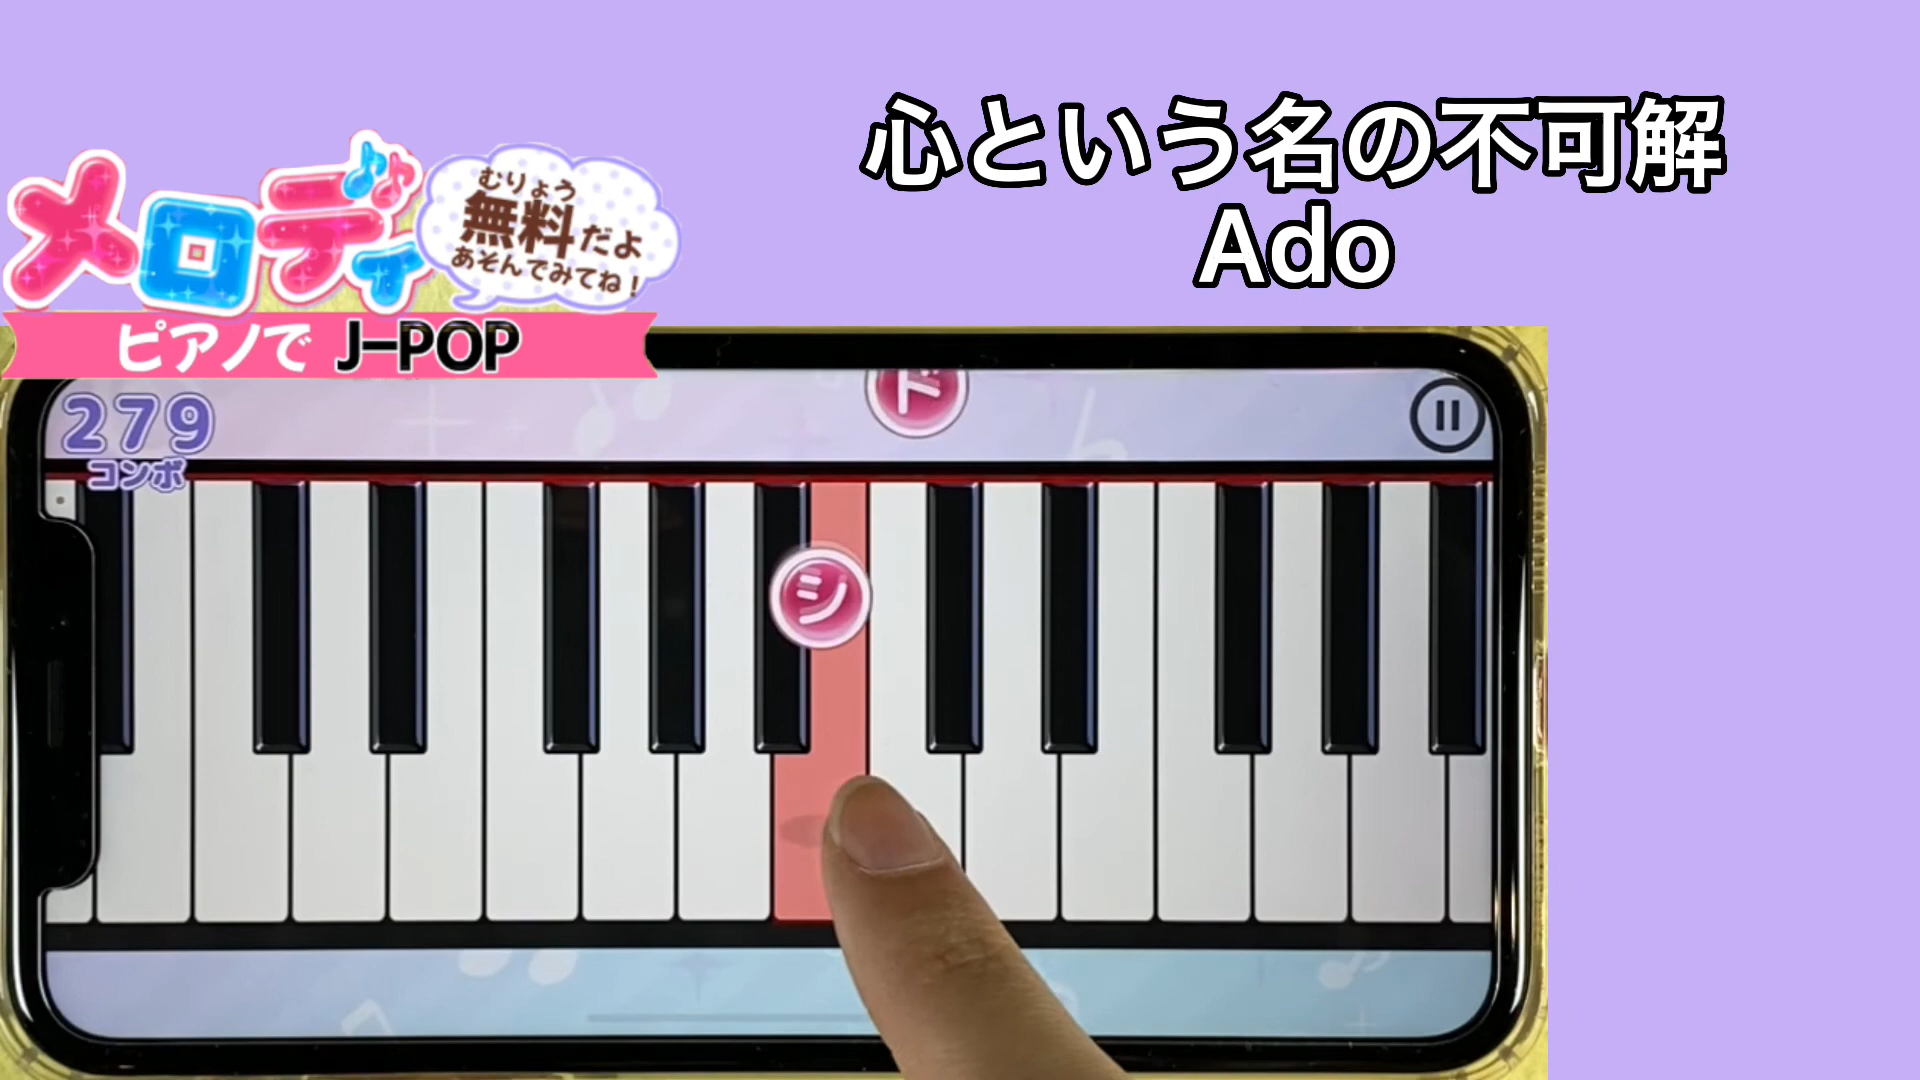 心という名の不可解
Ado
メロディ
むりょう
無料だよ
あそんでみてね！
ピアノで J-POP
279
コンボ
ド
シ